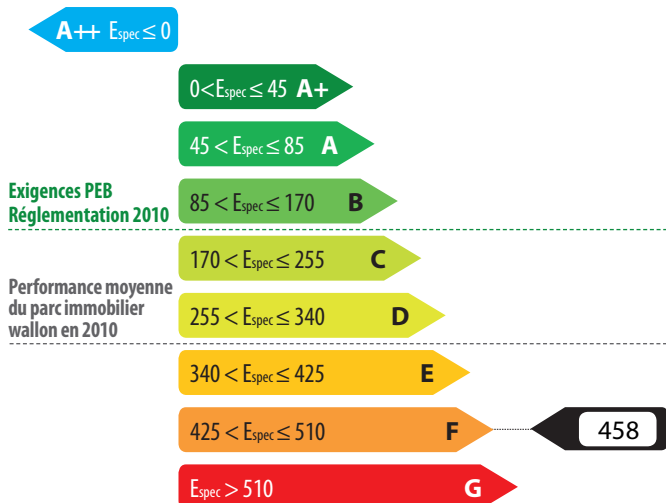 A++ Espec ≤ 0
0 < Espec ≤ 45 A+
45 < Espec ≤ 85 A
Exigences PEB
Réglementation 2010
85 < Espec ≤ 170 B
170 < Espec ≤ 255 C
Performance moyenne
du parc immobilier
wallon en 2010
255 < Espec ≤ 340 D
340 < Espec ≤ 425 E
425 < Espec ≤ 510 F 458
Espec > 510 G